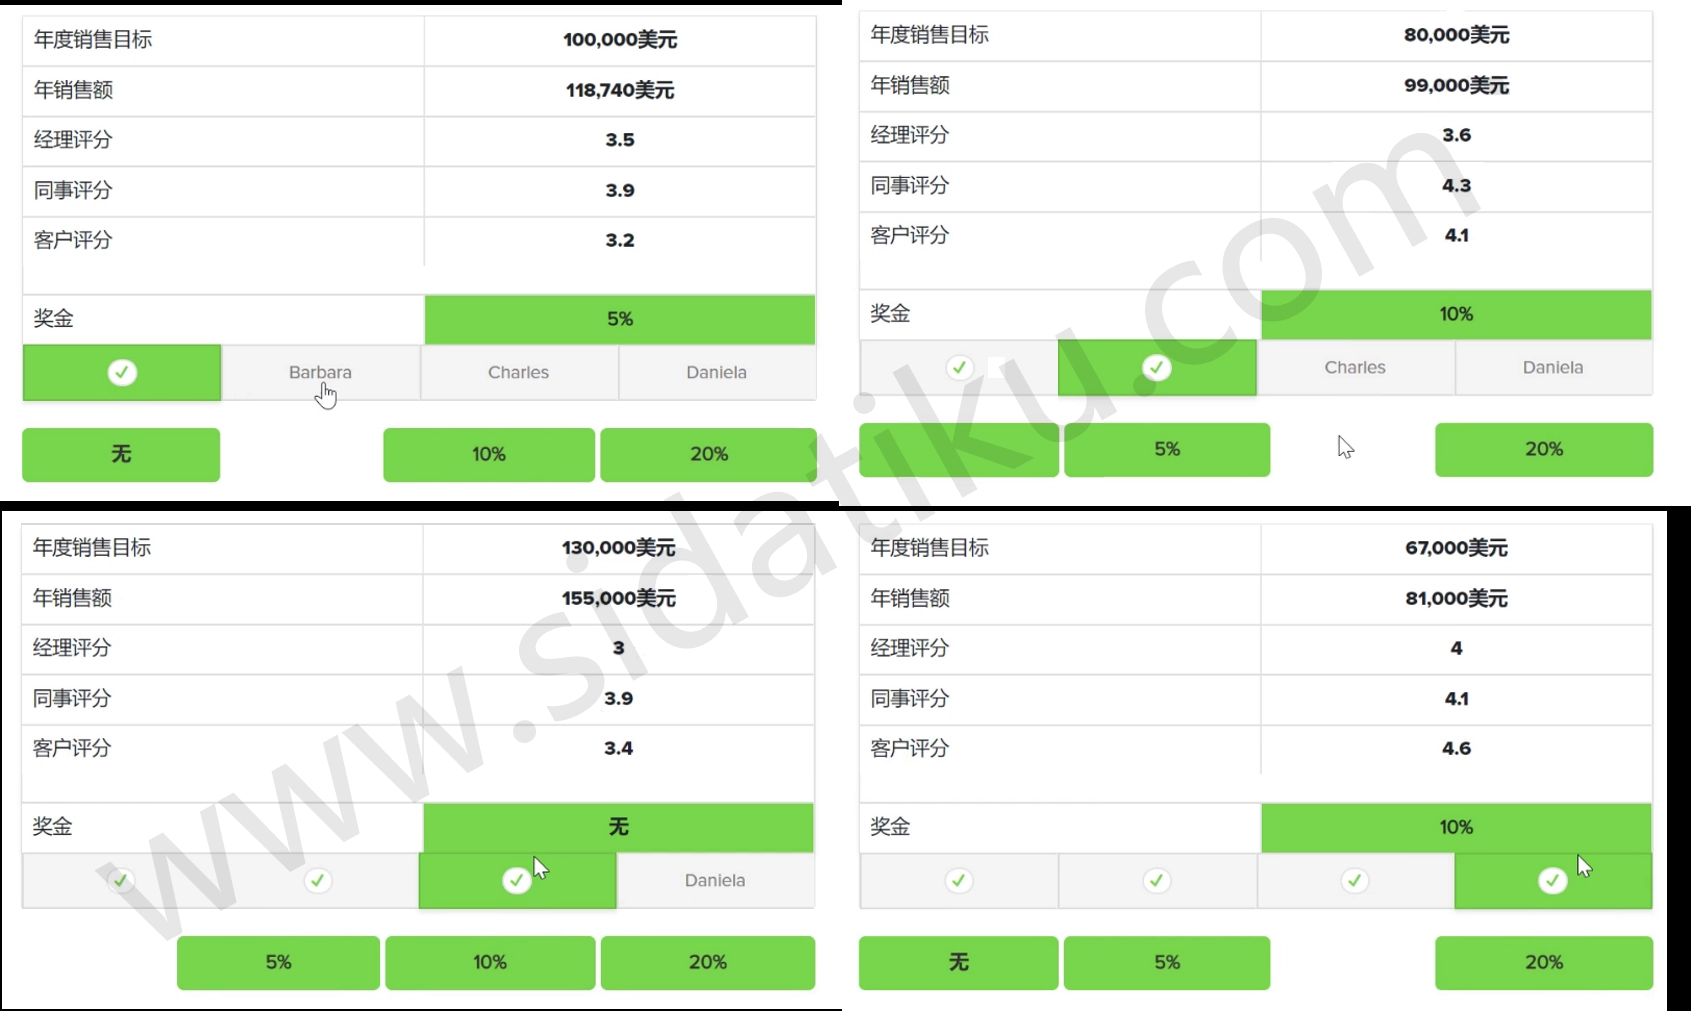 年度销售目标 100,000美元
年销售额 118,740美元
经理评分 3.5
同事评分 3.9
客户评分 3.2
奖金 5%
Barbara Charles Daniela
无 10% 20%
年度销售目标 80,000美元
年销售额 99,000美元
经理评分 3.6
同事评分 4.3
客户评分 4.1
奖金 10%
Charles Daniela
5% 20%
年度销售目标 130,000美元
年销售额 155,000美元
经理评分 3
同事评分 3.9
客户评分 3.4
奖金 无
Daniela
5% 10% 20%
年度销售目标 67,000美元
年销售额 81,000美元
经理评分 4
同事评分 4.1
客户评分 4.6
奖金 10%
无 5% 20%
www.sidatiku.com